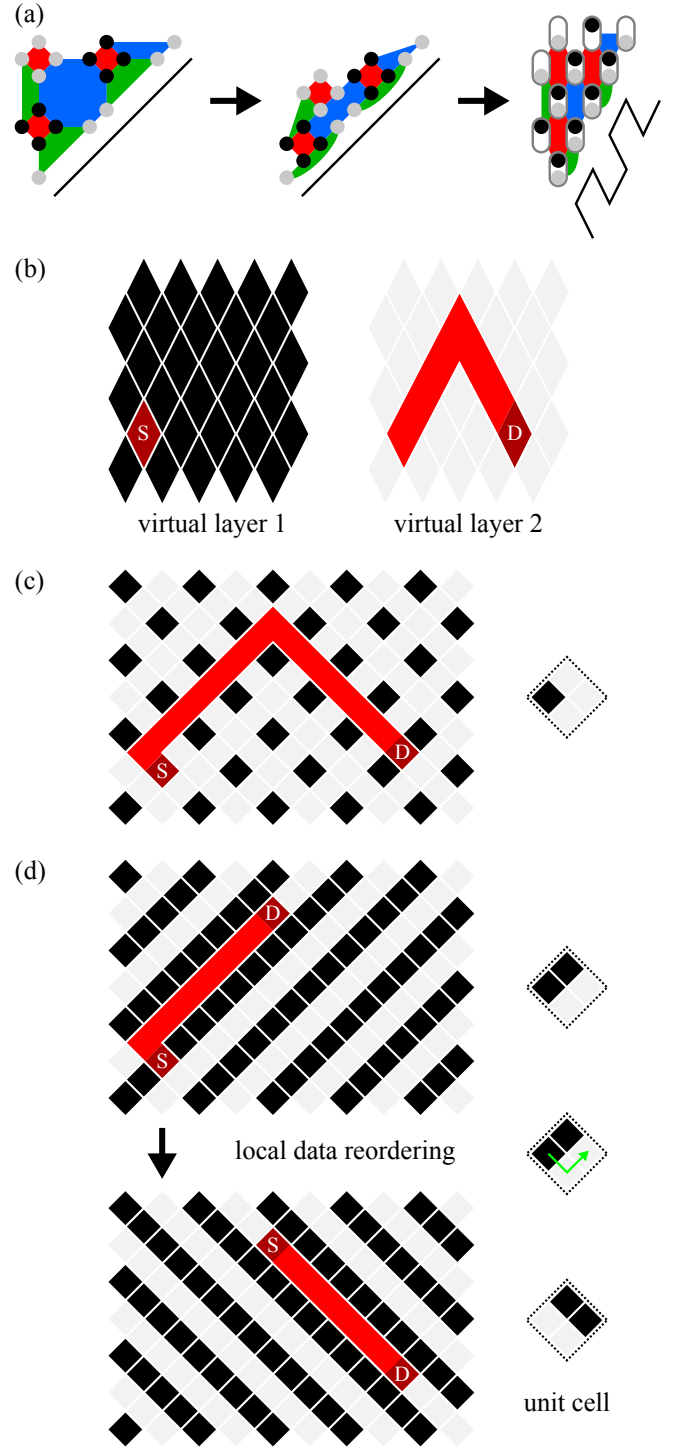 (a)
(b)
S
D
virtual layer 1
virtual layer 2
(c)
S
D
(d)
D
S
local data reordering
S
D
unit cell